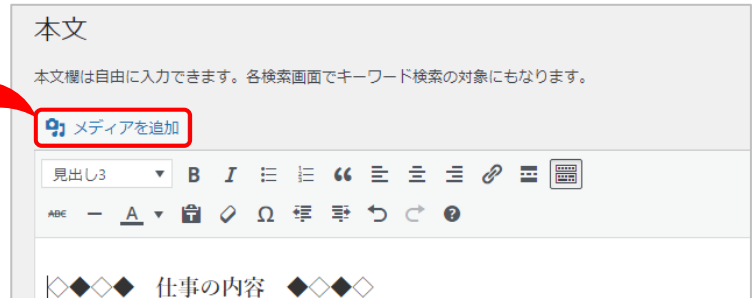 本文
本文欄は自由に入力できます。各検索画面でキーワード検索の対象にもなります。
メディアを追加
見出し3 ▼ B I
ABC A ▼ T Ω ?
◇◆◇◆ 仕事の内容 ◆◇◆◇